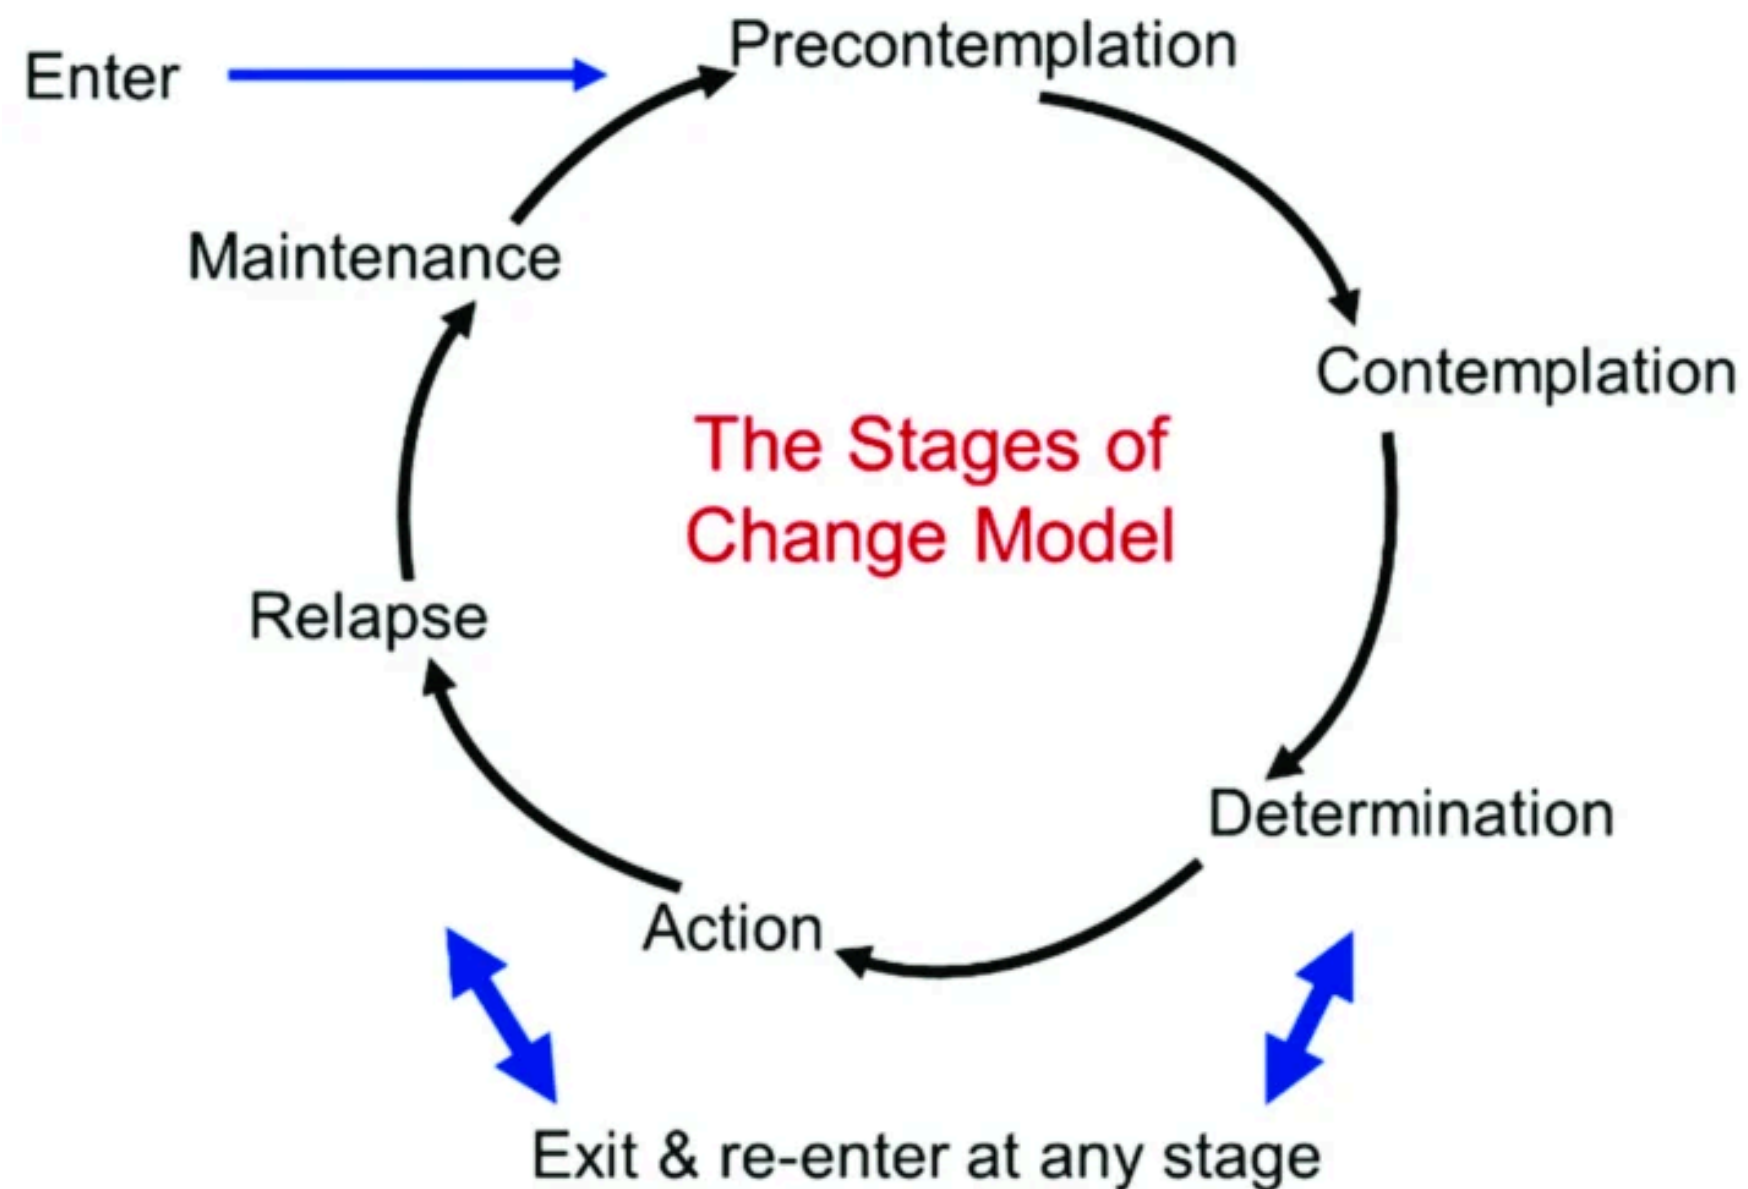 Enter
Precontemplation
Maintenance
Contemplation
The Stages of
Change Model
Relapse
Determination
Action
Exit & re-enter at any stage